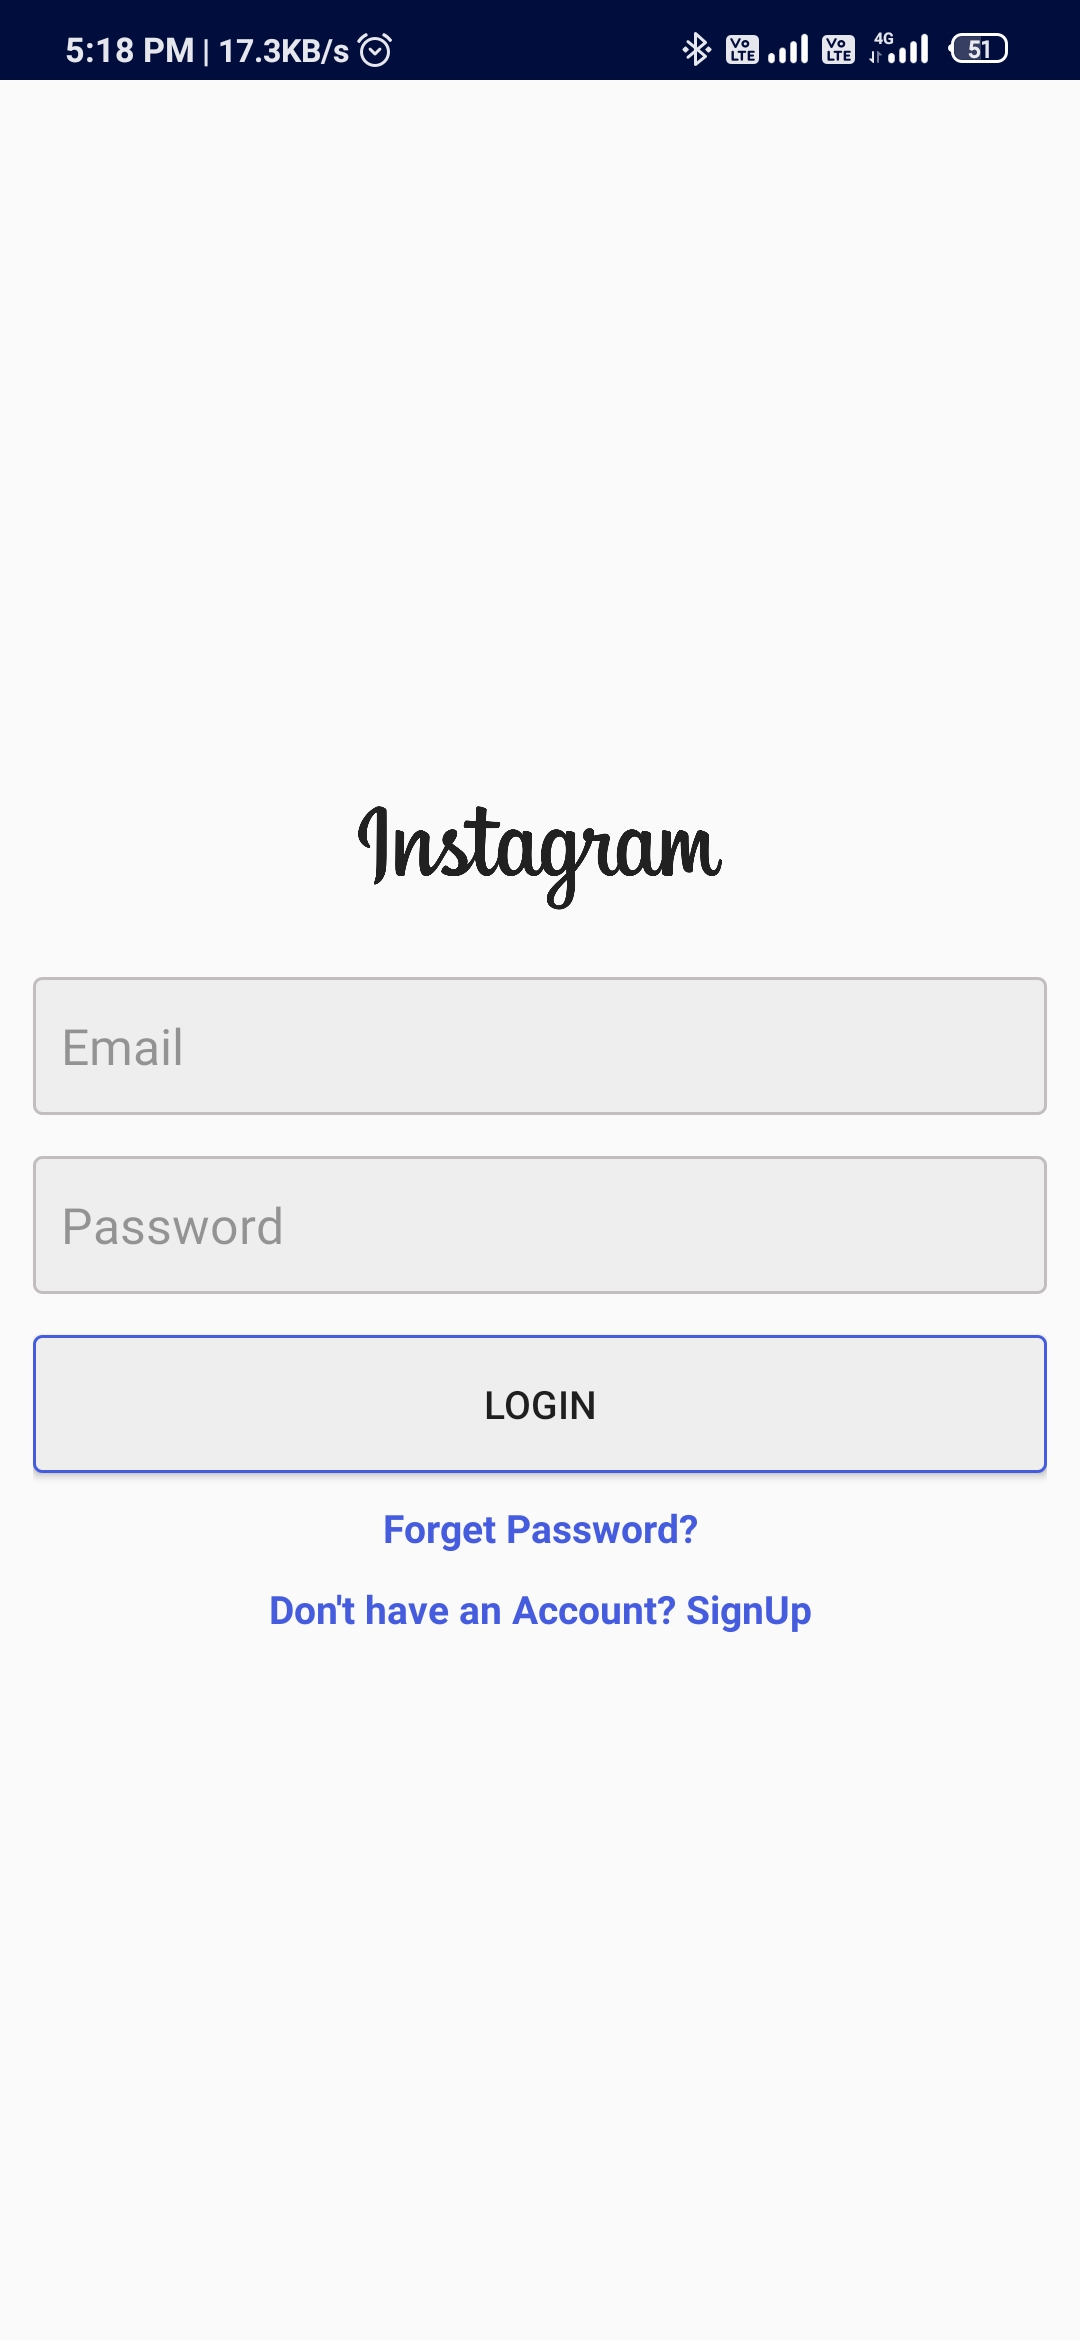 5:18 PM | 17.3KB/s Vo LTE Vo LTE 4G 51
Instagram
Email
Password
LOGIN
Forget Password?
Don't have an Account? SignUp